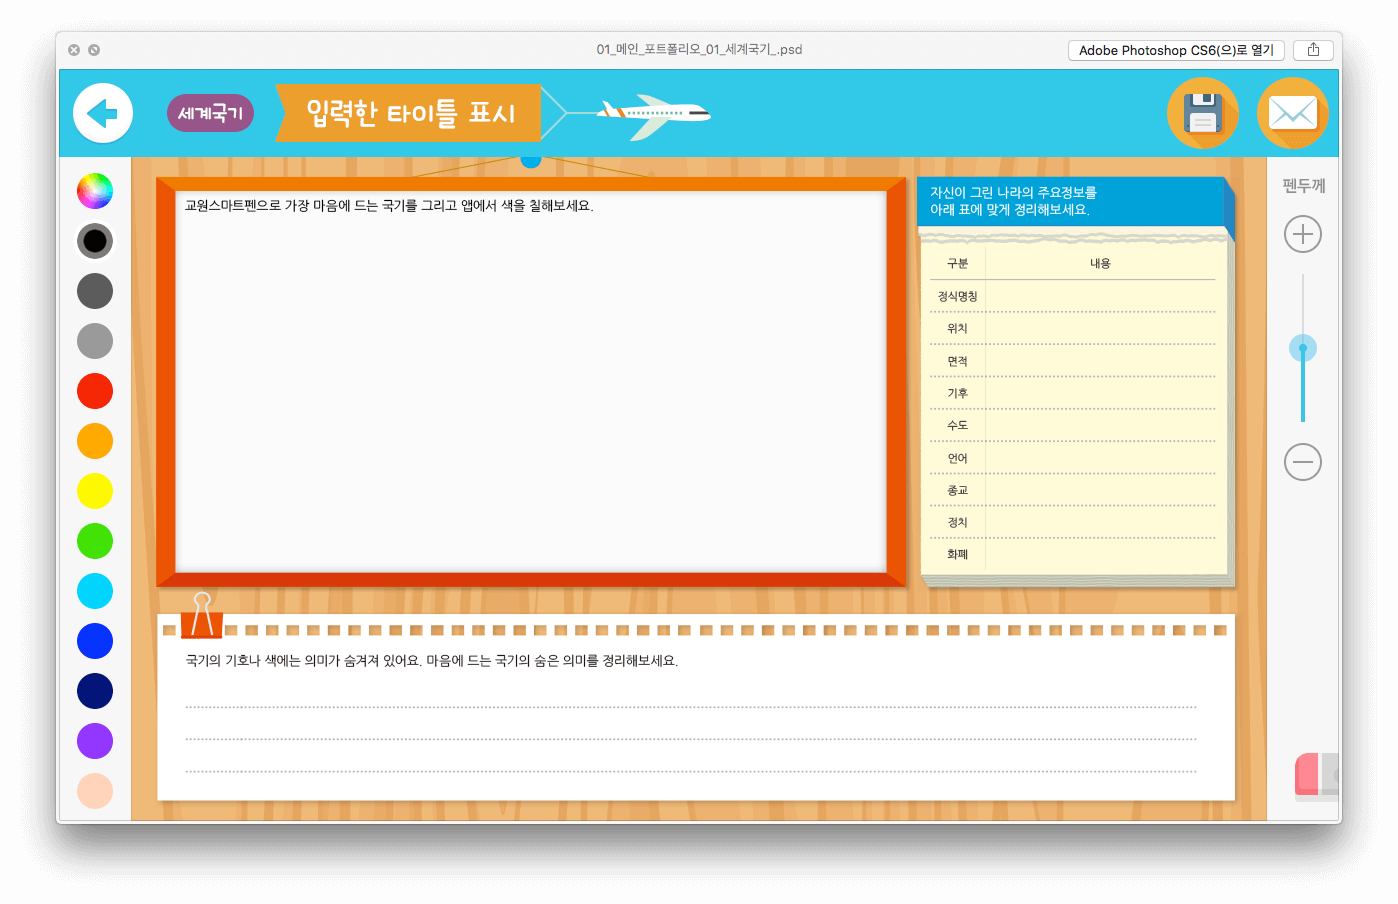 01_메인_포트폴리오_01_세계국기_.psd
Adobe Photoshop CS6(으)로 열기
세계국기
입력한 타이틀 표시
펜두께
교원스마트펜으로 가장 마음에 드는 국기를 그리고 앱에서 색을 칠해보세요.
자신이 그린 나라의 주요정보를
아래 표에 맞게 정리해보세요.
구분 내용
정식명칭
위치
면적
기후
수도
언어
종교
정치
화폐
국기의 기호나 색에는 의미가 숨겨져 있어요. 마음에 드는 국기의 숨은 의미를 정리해보세요.